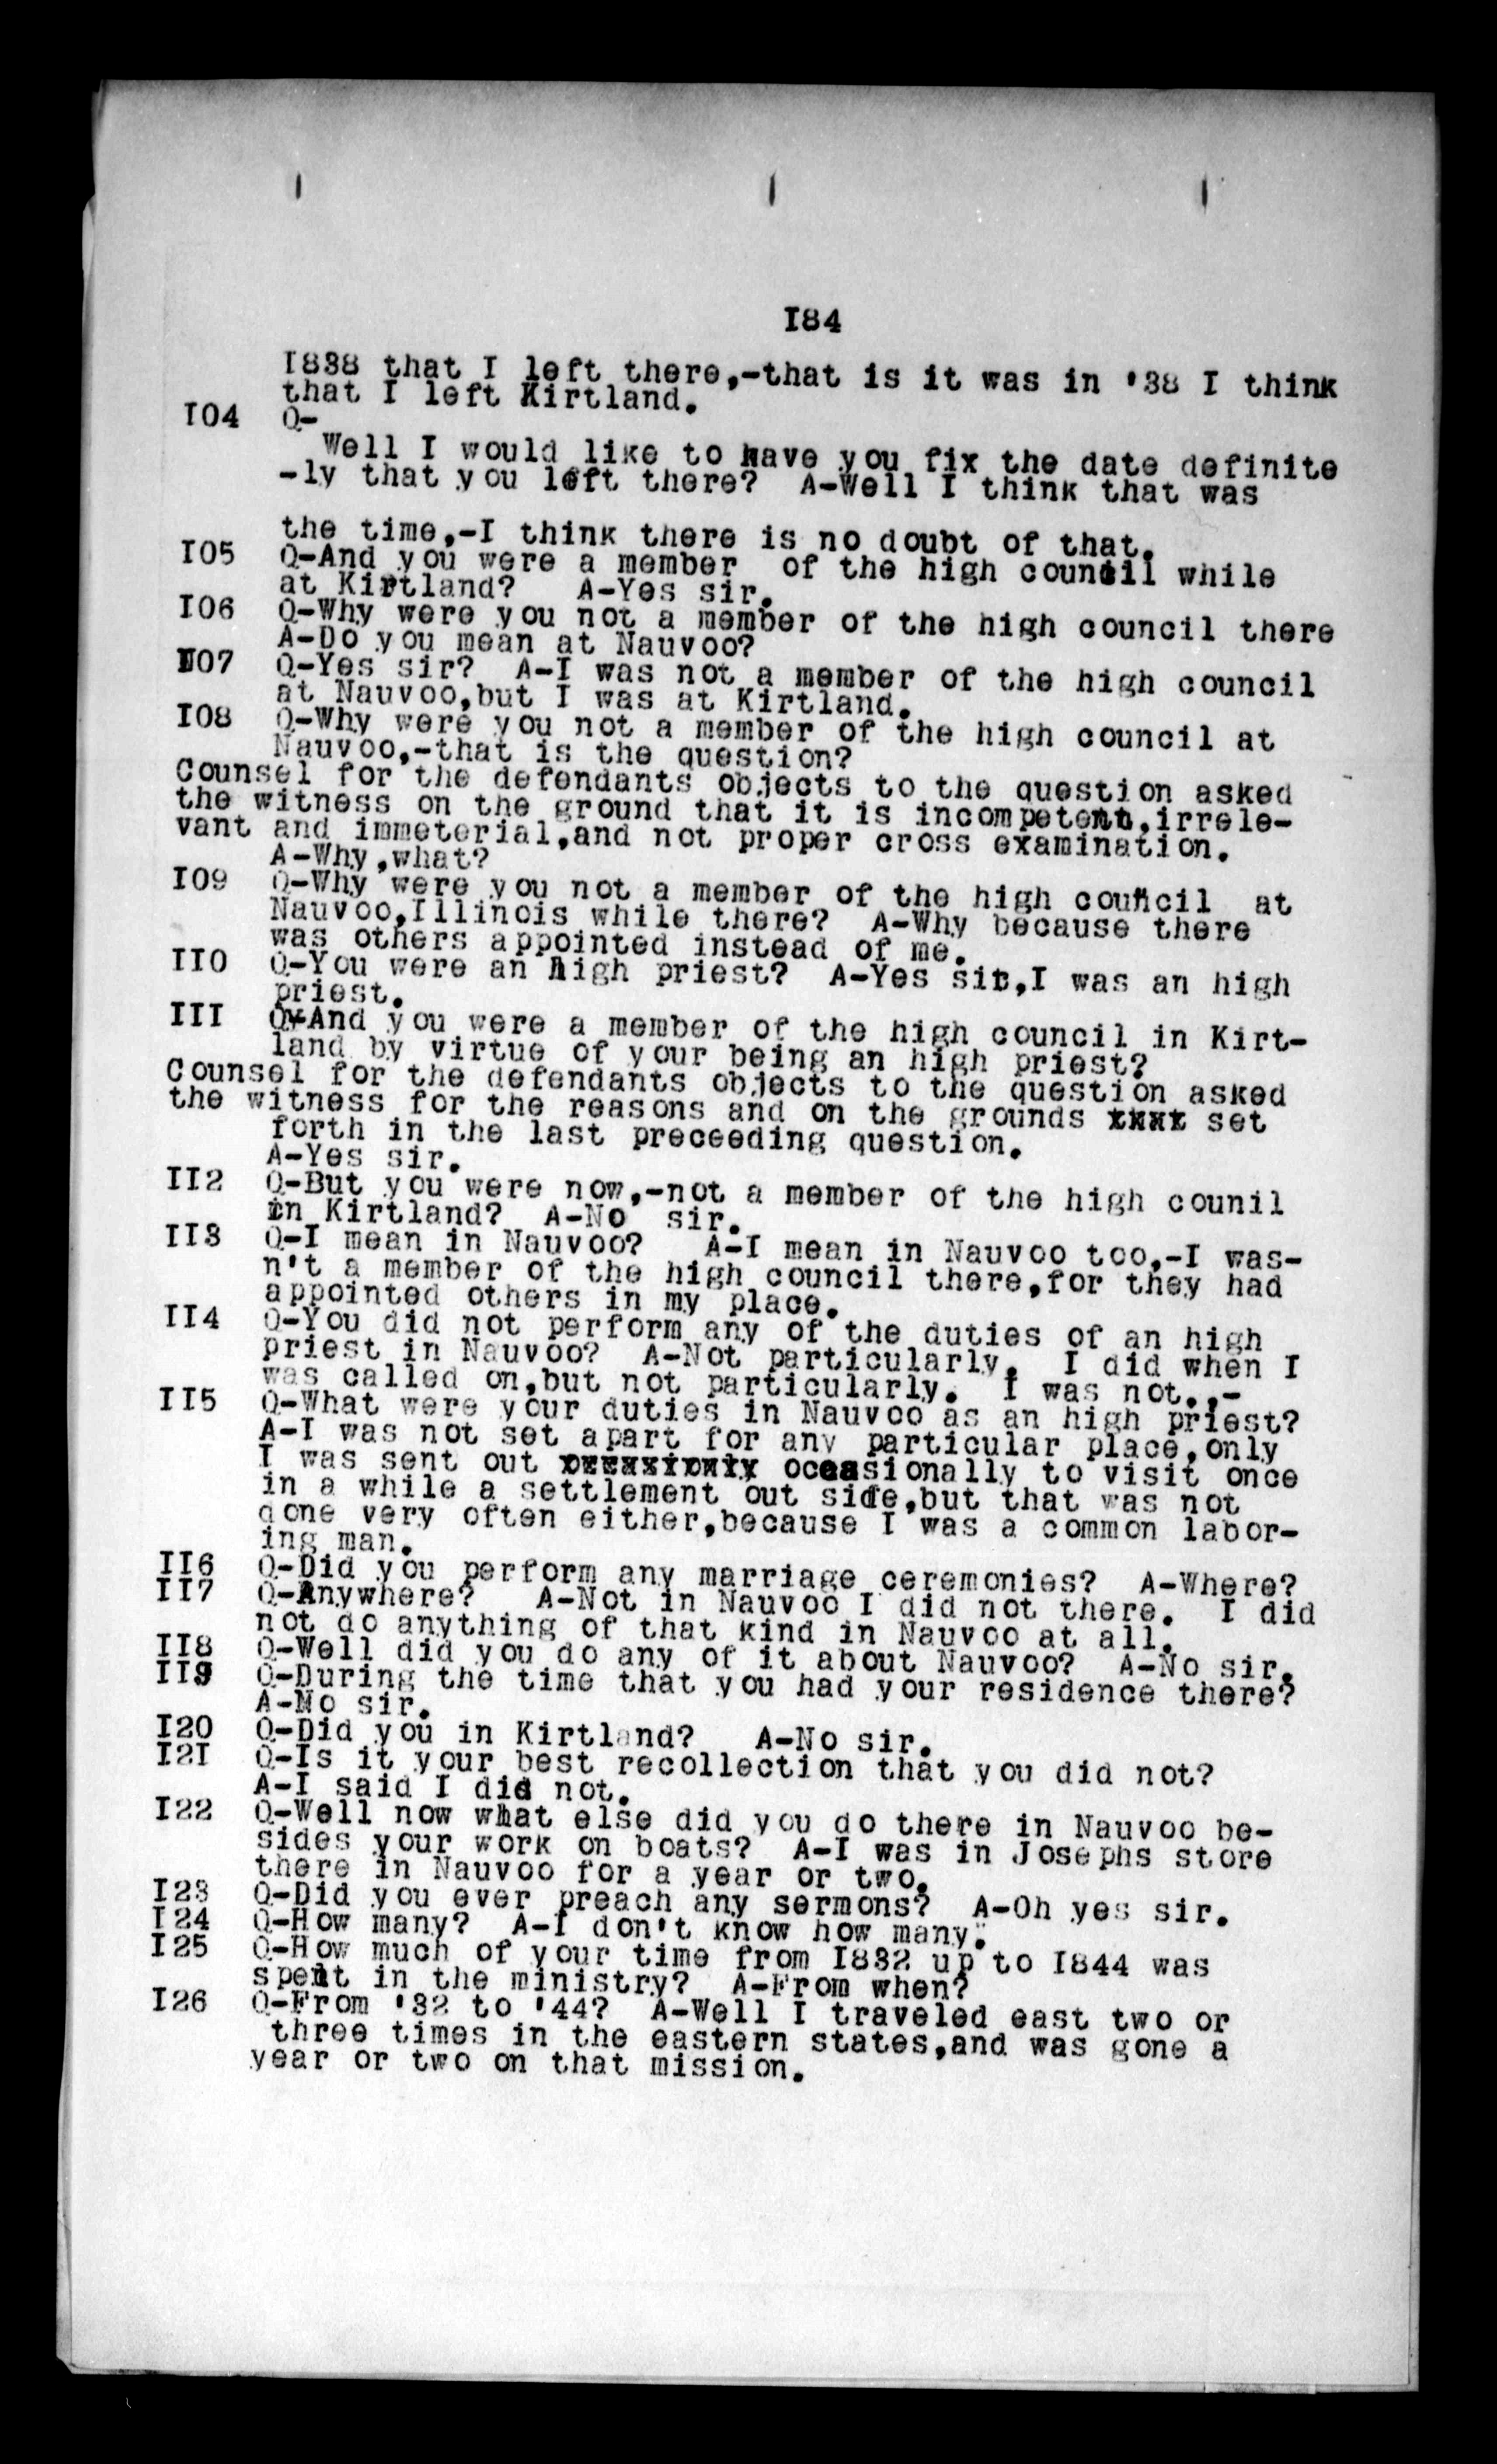 I84
I838 that I left there,-that is it was in '38 I think
that I left Kirtland.
I04 Q-
Well I would like to have you fix the date definite
-ly that you left there? A-Well I think that was
the time,-I think there is no doubt of that.
I05 Q-And you were a member of the high council while
at Kirtland? A-Yes sir.
I06 Q-Why were you not a member of the high council there
A-Do you mean at Nauvoo?
I07 Q-Yes sir? A-I was not a member of the high council
at Nauvoo,but I was at Kirtland.
I08 Q-Why were you not a member of the high council at
Nauvoo,-that is the question?
Counsel for the defendants objects to the question asked
the witness on the ground that it is incompetent,irrele-
vant and immeterial,and not proper cross examination.
A-Why,what?
I09 Q-Why were you not a member of the high council at
Nauvoo,Illinois while there? A-Why because there
was others appointed instead of me.
II0 Q-You were an high priest? A-Yes sir,I was an high
priest.
III Q-And you were a member of the high council in Kirt-
land by virtue of your being an high priest?
Counsel for the defendants objects to the question asked
the witness for the reasons and on the grounds set
forth in the last preceeding question.
A-Yes sir.
II2 Q-But you were now,-not a member of the high counil
in Kirtland? A-No sir.
II3 Q-I mean in Nauvoo? A-I mean in Nauvoo too,-I was-
n't a member of the high council there,for they had
appointed others in my place.
II4 Q-You did not perform any of the duties of an high
priest in Nauvoo? A-Not particularly. I did when I
was called on,but not particularly. I was not..-
II5 Q-What were your duties in Nauvoo as an high priest?
A-I was not set apart for any particular place,only
I was sent out oceasionally to visit once
in a while a settlement out side,but that was not
done very often either,because I was a common labor-
ing man.
II6 Q-Did you perform any marriage ceremonies? A-Where?
II7 Q-Anywhere? A-Not in Nauvoo I did not there. I did
not do anything of that kind in Nauvoo at all.
II8 Q-Well did you do any of it about Nauvoo? A-No sir.
II9 Q-During the time that you had your residence there?
A-No sir.
I20 Q-Did you in Kirtland? A-No sir.
I2I Q-Is it your best recollection that you did not?
A-I said I did not.
I22 Q-Well now what else did you do there in Nauvoo be-
sides your work on boats? A-I was in Josephs store
there in Nauvoo for a year or two.
I23 Q-Did you ever preach any sermons? A-Oh yes sir.
I24 Q-How many? A-I don't know how many.
I25 Q-How much of your time from I832 up to I844 was
spent in the ministry? A-From when?
I26 Q-From '32 to '44? A-Well I traveled east two or
three times in the eastern states,and was gone a
year or two on that mission.